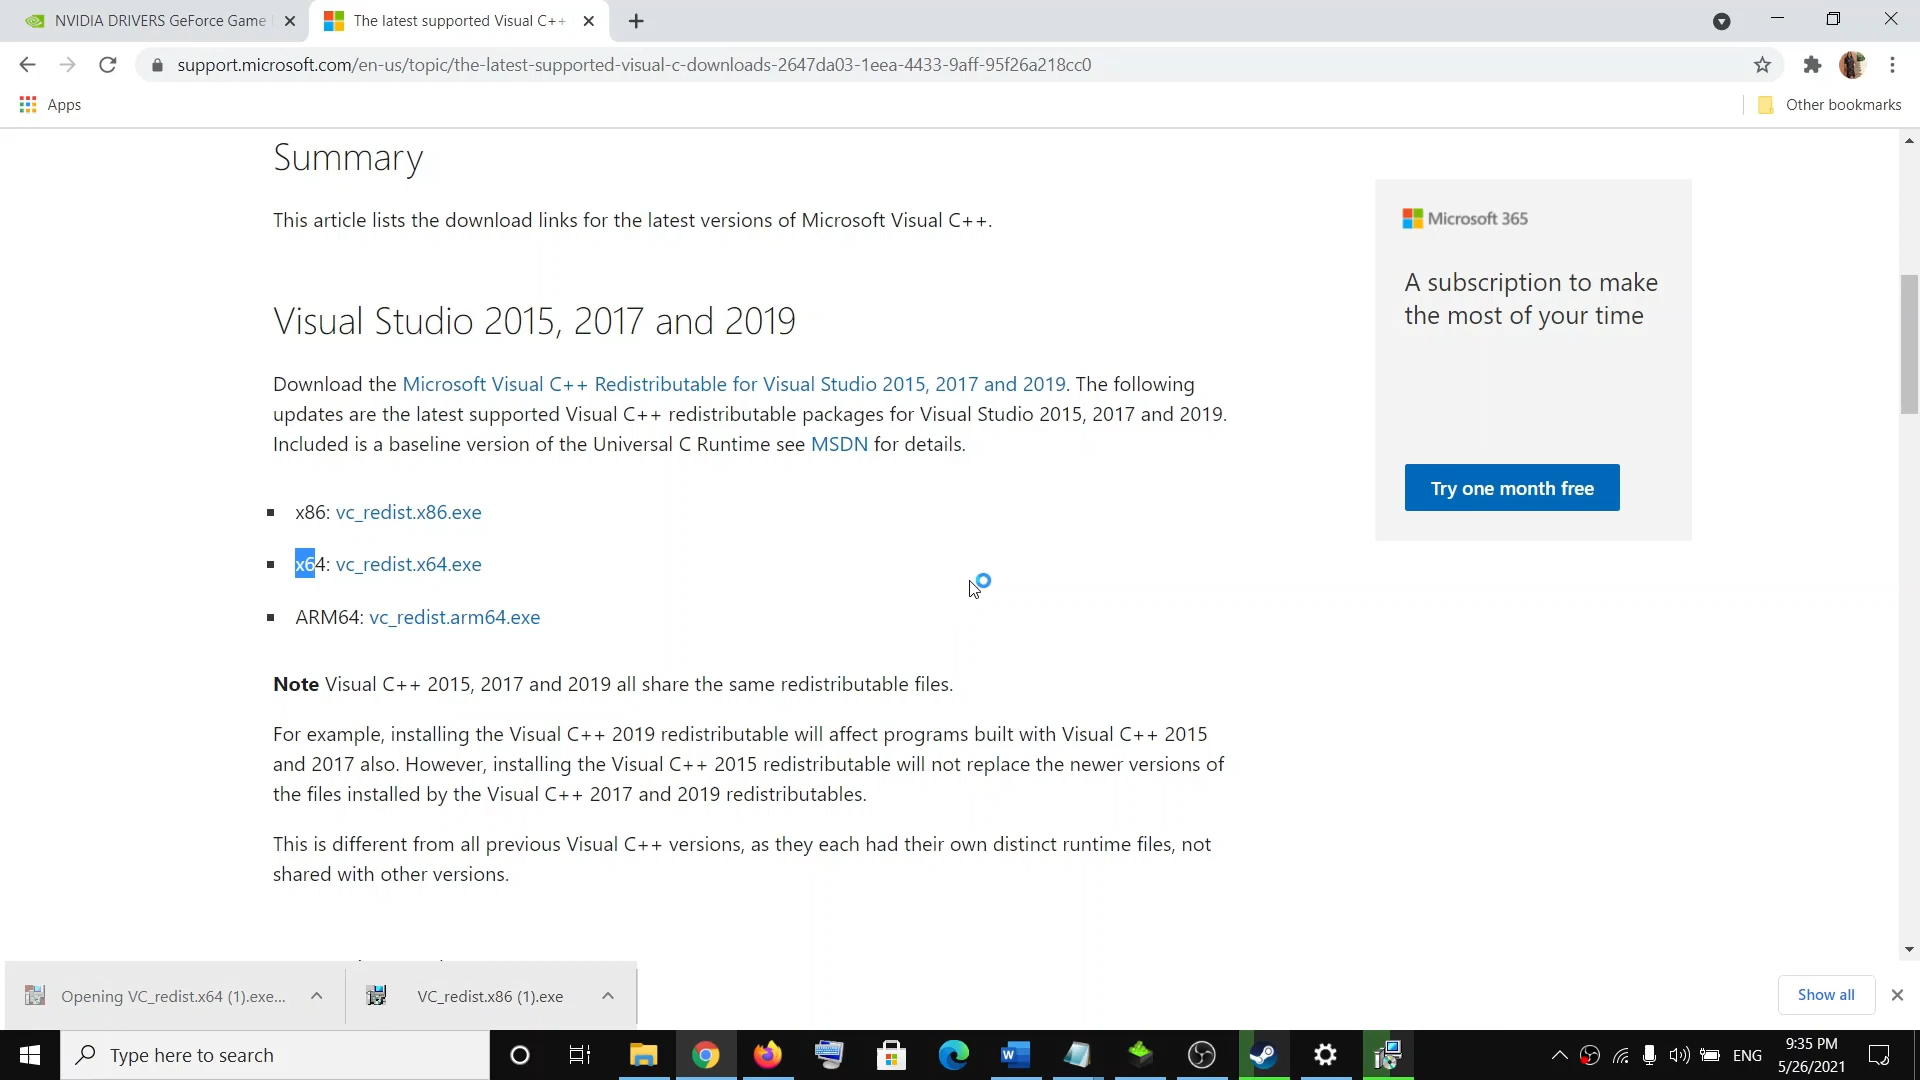 NVIDIA DRIVERS GeForce Game
The latest supported Visual C++
support.microsoft.com/en-us/topic/the-latest-supported-visual-c-downloads-2647da03-1eea-4433-9aff-95f26a218cc0
Apps
Other bookmarks
Summary
This article lists the download links for the latest versions of Microsoft Visual C++.
Visual Studio 2015, 2017 and 2019
Download the Microsoft Visual C++ Redistributable for Visual Studio 2015, 2017 and 2019. The following
updates are the latest supported Visual C++ redistributable packages for Visual Studio 2015, 2017 and 2019.
Included is a baseline version of the Universal C Runtime see MSDN for details.
x86: vc_redist.x86.exe
x64: vc_redist.x64.exe
ARM64: vc_redist.arm64.exe
Note Visual C++ 2015, 2017 and 2019 all share the same redistributable files.
For example, installing the Visual C++ 2019 redistributable will affect programs built with Visual C++ 2015
and 2017 also. However, installing the Visual C++ 2015 redistributable will not replace the newer versions of
the files installed by the Visual C++ 2017 and 2019 redistributables.
This is different from all previous Visual C++ versions, as they each had their own distinct runtime files, not
shared with other versions.
Microsoft 365
A subscription to make
the most of your time
Try one month free
Opening VC_redist.x64 (1).exe...
VC_redist.x86 (1).exe
Show all
Type here to search
ENG
9:35 PM
5/26/2021